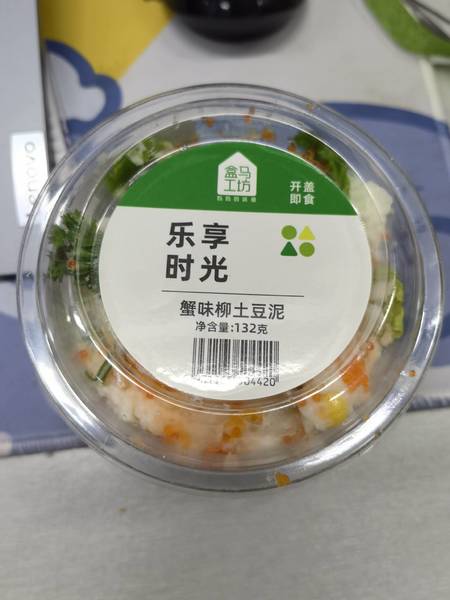 lenovo
盒马
工坊
开盖
即食
乐享
时光
蟹味柳土豆泥
净含量:132克